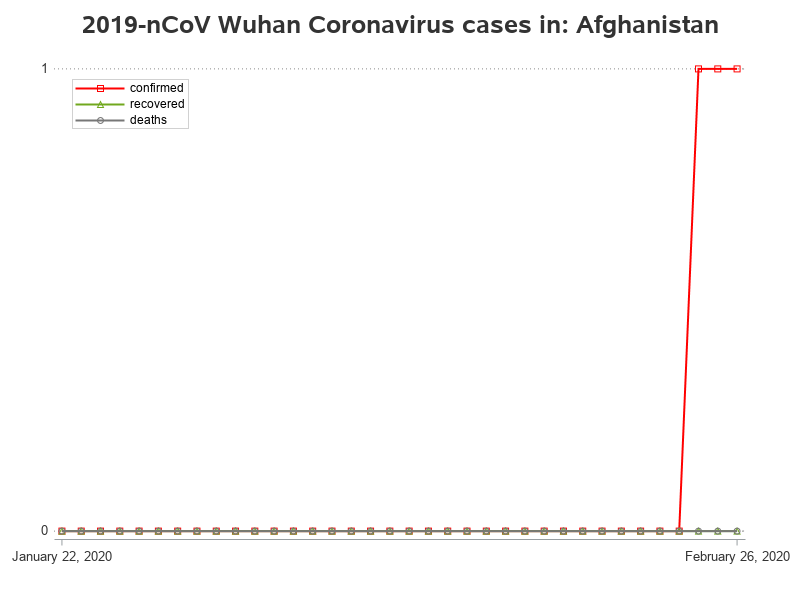 2019-nCoV Wuhan Coronavirus cases in: Afghanistan
1
confirmed
recovered
deaths
0
January 22, 2020
February 26, 2020